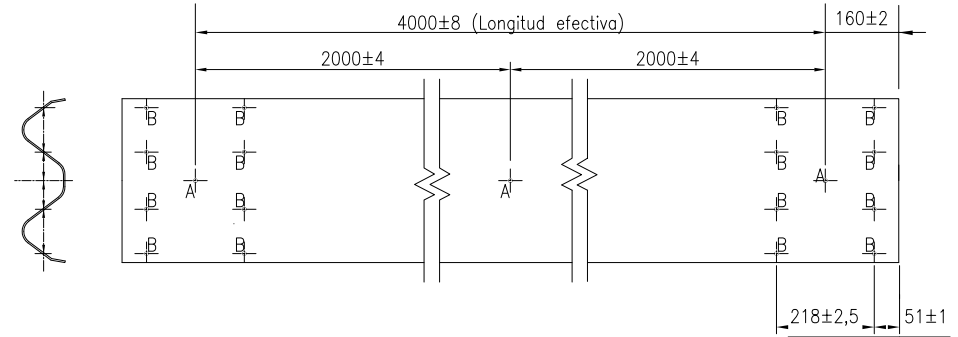 4000±8 (Longitud efectiva)
160±2
2000±4
2000±4
B B B B
B B B B
A A A
B B B B
B B B B
218±2,5
51±1